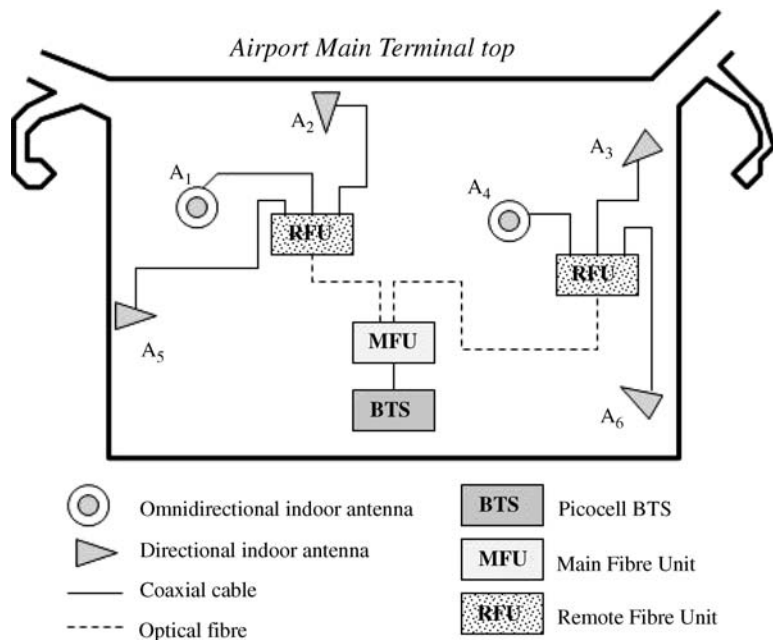 Airport Main Terminal top
A2
A1
A3
A4
RFU
RFU
A5
MFU
BTS
A6
Omnidirectional indoor antenna
BTS Picocell BTS
Directional indoor antenna
MFU Main Fibre Unit
Coaxial cable
Optical fibre
RFU Remote Fibre Unit